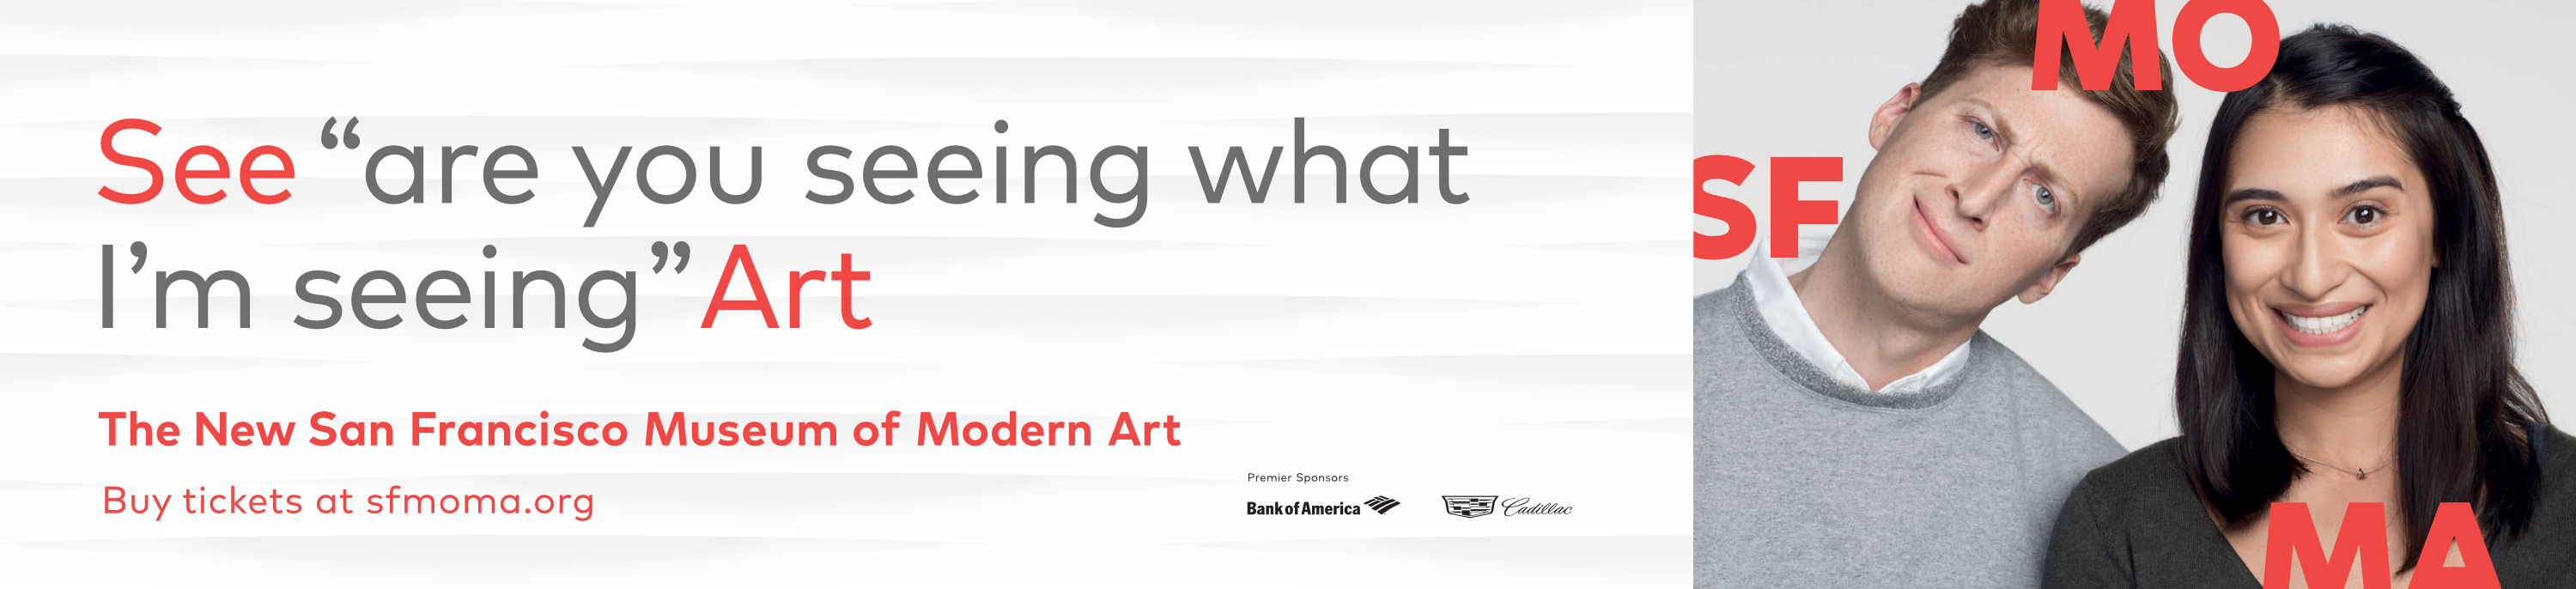 See “are you seeing what
I’m seeing” Art
The New San Francisco Museum of Modern Art
Buy tickets at sfmoma.org
Premier Sponsors
Bank of America
Cadillac
SF
MO
MA